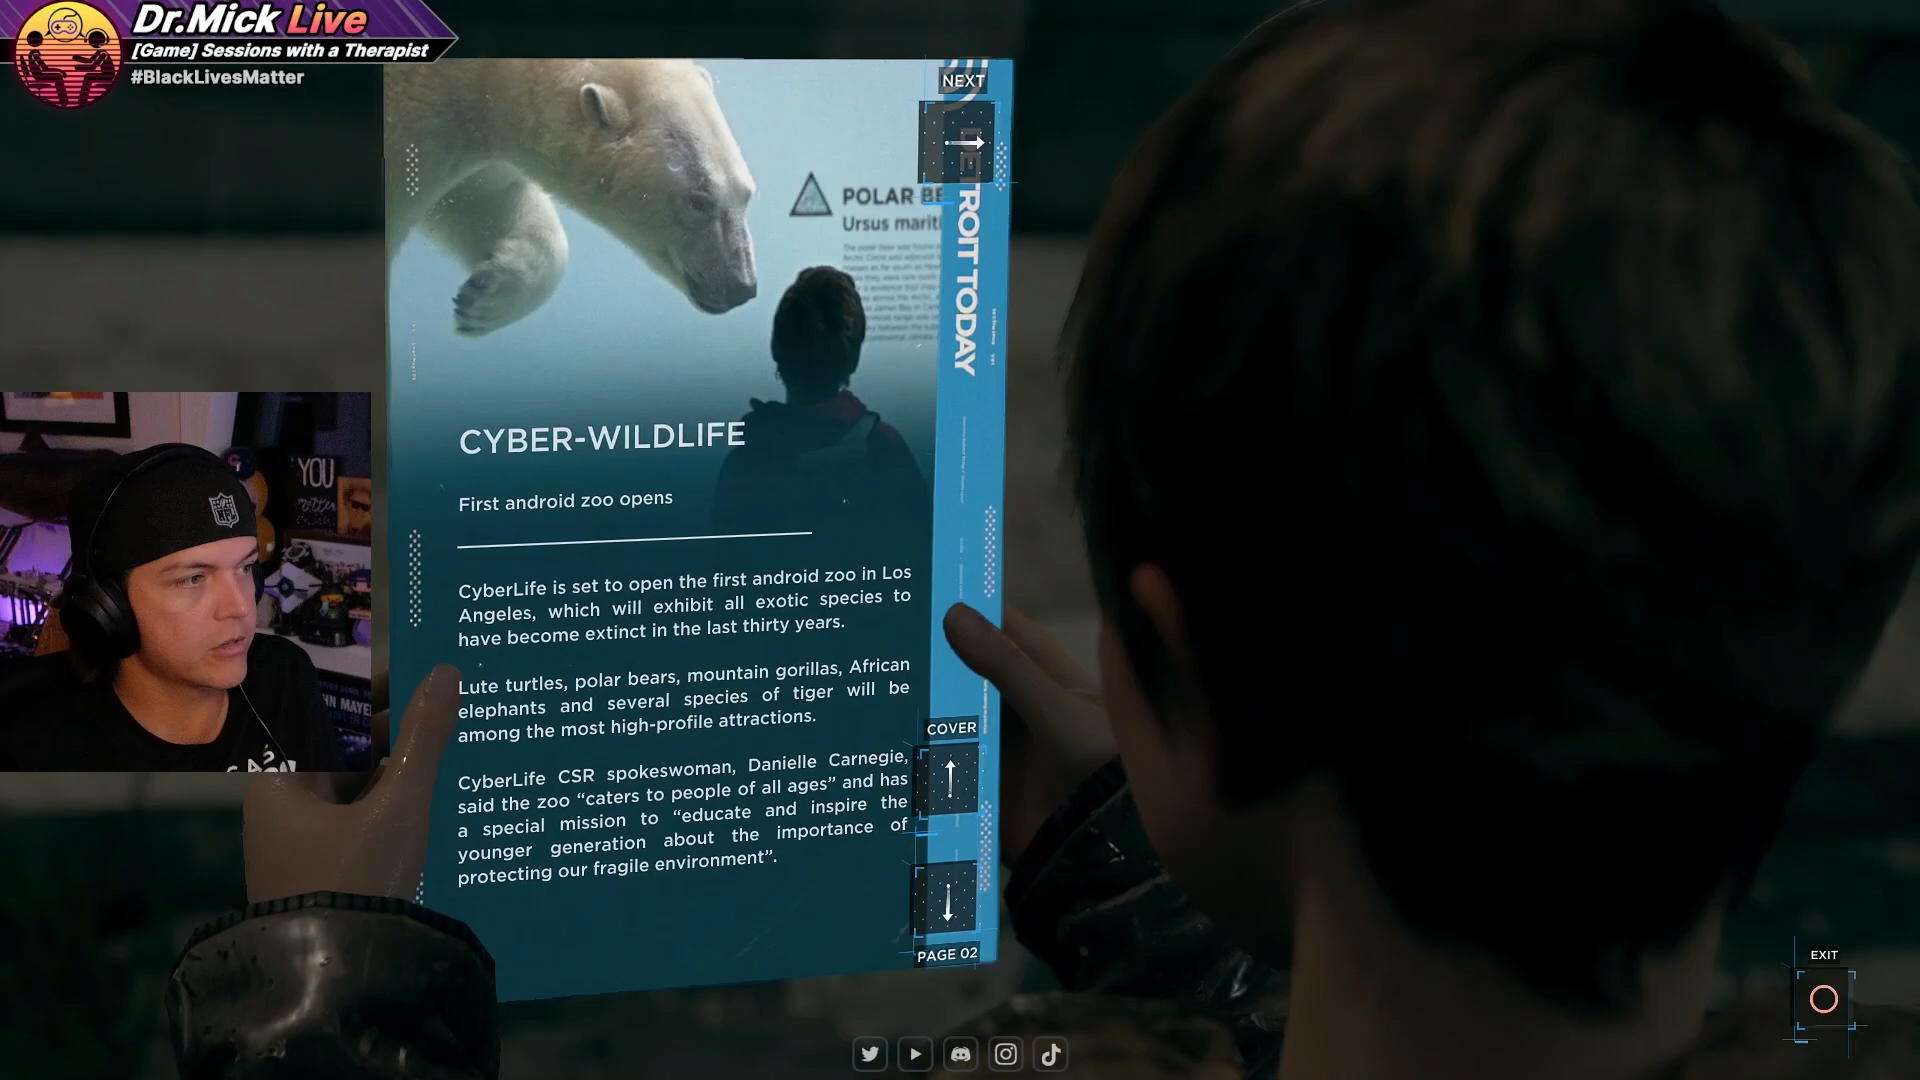 Dr.Mick Live
[Game] Sessions with a Therapist
#BlackLivesMatter
NEXT
POLAR BE
Ursus mariti
DETROIT TODAY
CYBER-WILDLIFE
First android zoo opens
CyberLife is set to open the first android zoo in Los
Angeles, which will exhibit all exotic species to
have become extinct in the last thirty years.
Lute turtles, polar bears, mountain gorillas, African
elephants and several species of tiger will be
among the most high-profile attractions.
CyberLife CSR spokeswoman, Danielle Carnegie,
said the zoo “caters to people of all ages” and has
a special mission to “educate and inspire the
younger generation about the importance of
protecting our fragile environment”.
COVER
PAGE 02
EXIT
YOU
matter
HN MAYE
NFL